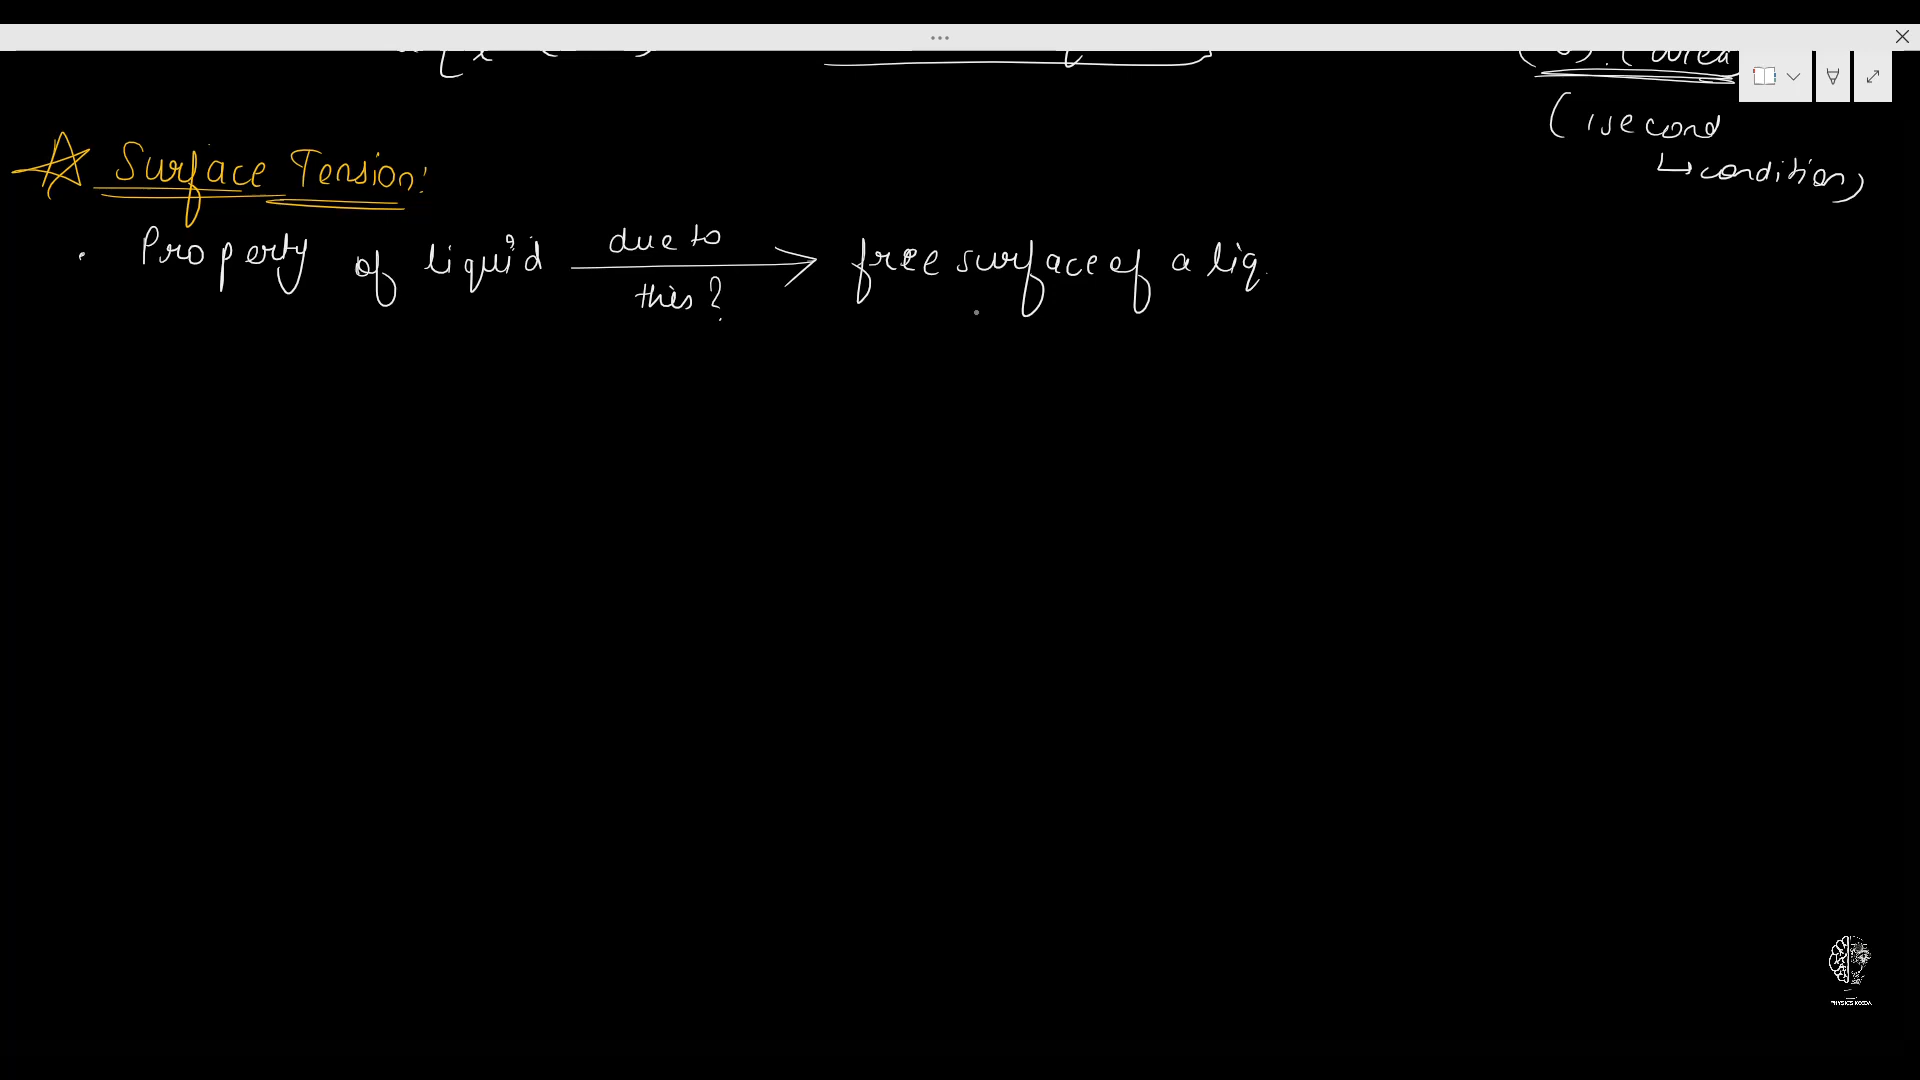 (1 second
↳ condition)
☆ Surface Tension:
· Property of liquid due to this? → free surface of a liq.